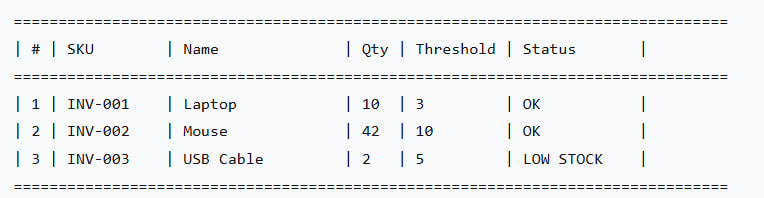 ================================================================================
| # | SKU        | Name              | Qty | Threshold | Status       |
================================================================================
| 1 | INV-001    | Laptop            | 10  | 3         | OK           |
| 2 | INV-002    | Mouse             | 42  | 10        | OK           |
| 3 | INV-003    | USB Cable         | 2   | 5         | LOW STOCK    |
================================================================================